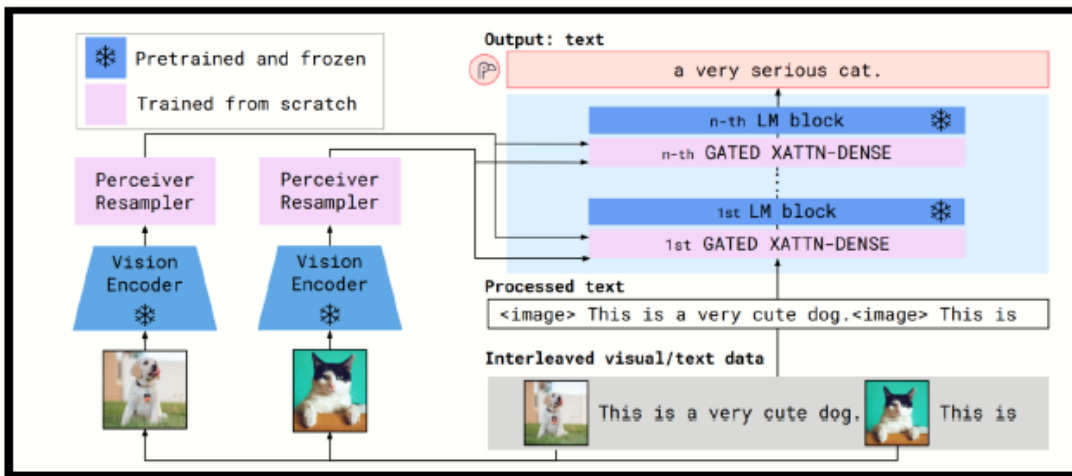 Pretrained and frozen
Trained from scratch
Perceiver
Resampler
Perceiver
Resampler
Vision
Encoder
Vision
Encoder
Output: text
a very serious cat.
n-th LM block
n-th GATED XATTN-DENSE
1st LM block
1st GATED XATTN-DENSE
Processed text
<image> This is a very cute dog.<image> This is
Interleaved visual/text data
This is a very cute dog.
This is